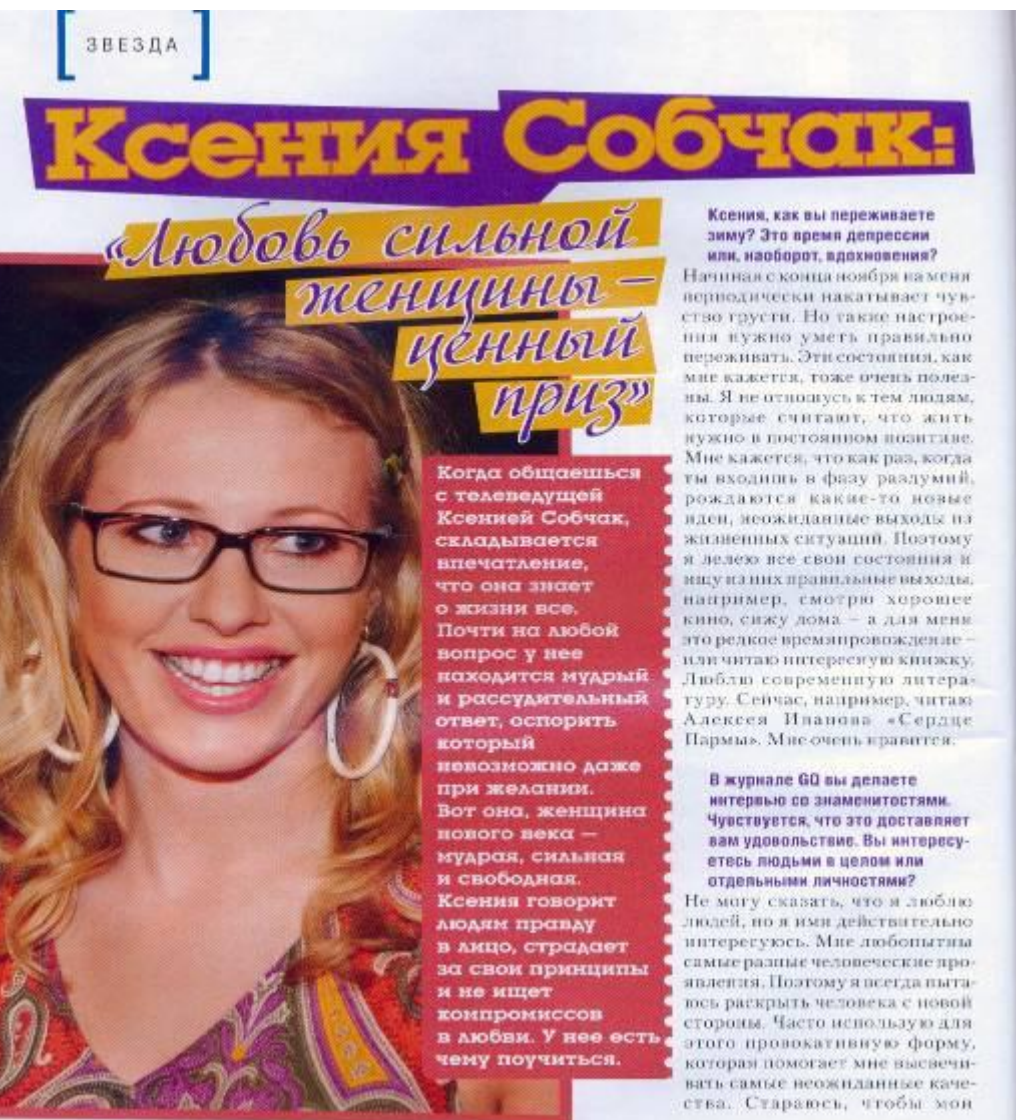 ЗВЕЗДА
Ксения Собчак:
«Любовь сильной
женщины –
ценный
приз»
Когда общаешься
с телеведущей
Ксенией Собчак,
складывается
впечатление,
что она знает
о жизни все.
Почти на любой
вопрос у нее
находится мудрый
и рассудительный
ответ, оспорить
который
невозможно даже
при желании.
Вот она, женщина
нового века –
мудрая, сильная
и свободная.
Ксения говорит
людям правду
в лицо, страдает
за свои принципы
и не ищет
компромиссов
в любви. У нее есть
чему поучиться.
Ксения, как вы переживаете
зиму? Это время депрессии
или, наоборот, вдохновения?
Начиная с конца ноября на меня
периодически накатывает чув-
ство грусти. Но такие настрое-
ния нужно уметь правильно
переживать. Эти состояния, как
мне кажется, тоже очень полез-
ны. Я не отношусь к тем людям,
которые считают, что жить
нужно в постоянном позитиве.
Мне кажется, что как раз, когда
ты входишь в фазу раздумий,
рождаются какие-то новые
идеи, неожиданные выходы из
жизненных ситуаций. Поэтому
я лелею все свои состояния и
ищу из них правильные выходы,
например, смотрю хорошее
кино, сижу дома – а для меня
это редкое времяпровождение –
или читаю интересную книжку.
Люблю современную литера-
туру. Сейчас, например, читаю
Алексея Иванова «Сердце
Пармы». Мне очень нравится.
В журнале GQ вы делаете
интервью со знаменитостями.
Чувствуется, что это доставляет
вам удовольствие. Вы интересу-
етесь людьми в целом или
отдельными личностями?
Не могу сказать, что я люблю
людей, но я ими действительно
интересуюсь. Мне любопытны
самые разные человеческие про-
явления. Поэтому я всегда пыта-
юсь раскрыть человека с новой
стороны. Часто использую для
этого провокативную форму,
которая помогает мне высвечи-
вать самые неожиданные каче-
ства. Стараюсь, чтобы мои